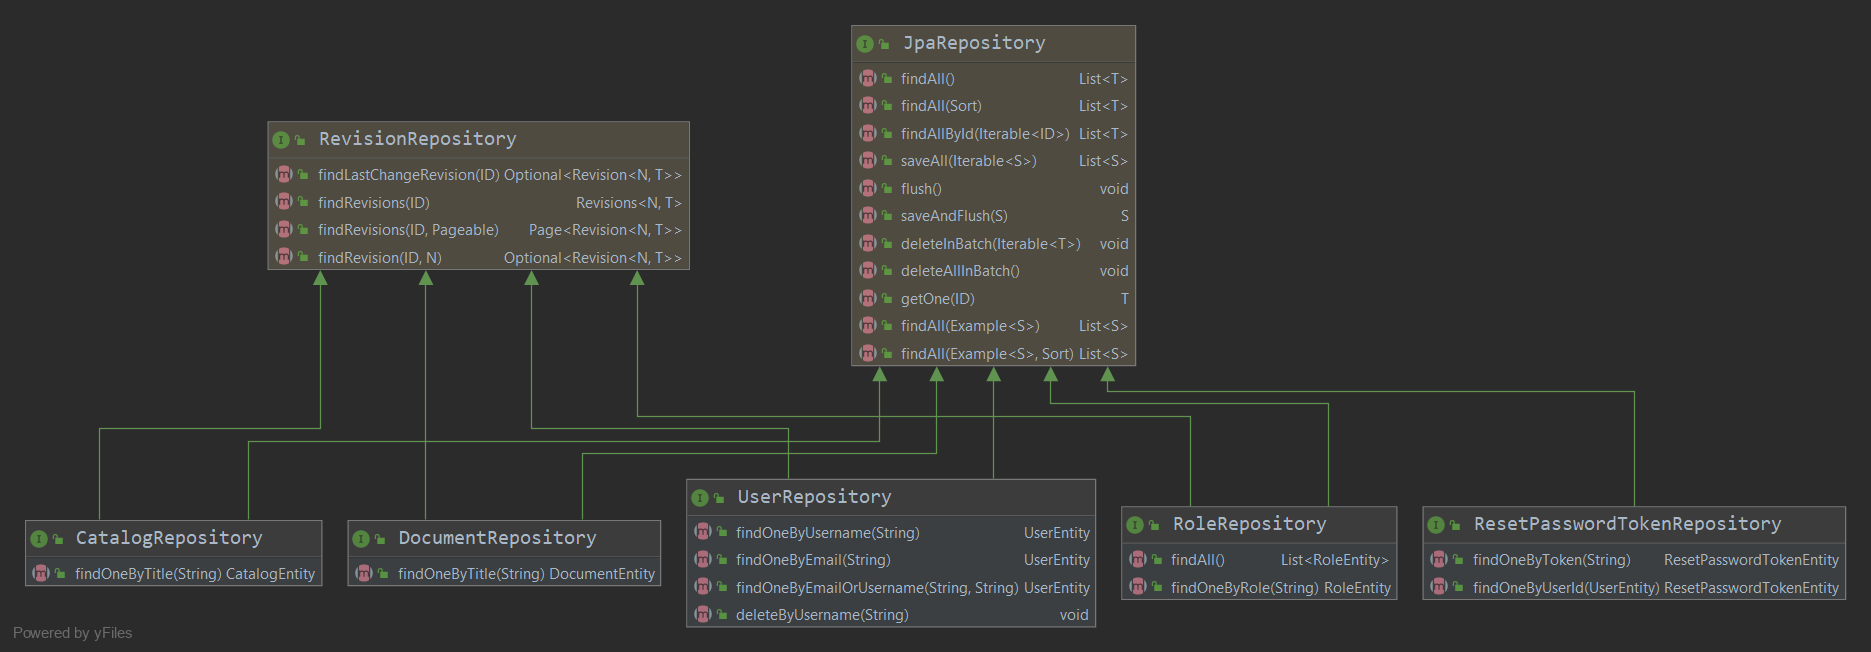 JpaRepository
findAll() List<T>
findAll(Sort) List<T>
findAllById(Iterable<ID>) List<T>
saveAll(Iterable<S>) List<S>
flush() void
saveAndFlush(S) S
deleteInBatch(Iterable<T>) void
deleteAllInBatch() void
getOne(ID) T
findAll(Example<S>) List<S>
findAll(Example<S>, Sort) List<S>
RevisionRepository
findLastChangeRevision(ID) Optional<Revision<N, T>>
findRevisions(ID) Revisions<N, T>
findRevisions(ID, Pageable) Page<Revision<N, T>>
findRevision(ID, N) Optional<Revision<N, T>>
CatalogRepository
findOneByTitle(String) CatalogEntity
DocumentRepository
findOneByTitle(String) DocumentEntity
UserRepository
findOneByUsername(String) UserEntity
findOneByEmail(String) UserEntity
findOneByEmailOrUsername(String, String) UserEntity
deleteByUsername(String) void
RoleRepository
findAll() List<RoleEntity>
findOneByRole(String) RoleEntity
ResetPasswordTokenRepository
findOneByToken(String) ResetPasswordTokenEntity
findOneByUserId(UserEntity) ResetPasswordTokenEntity
Powered by yFiles